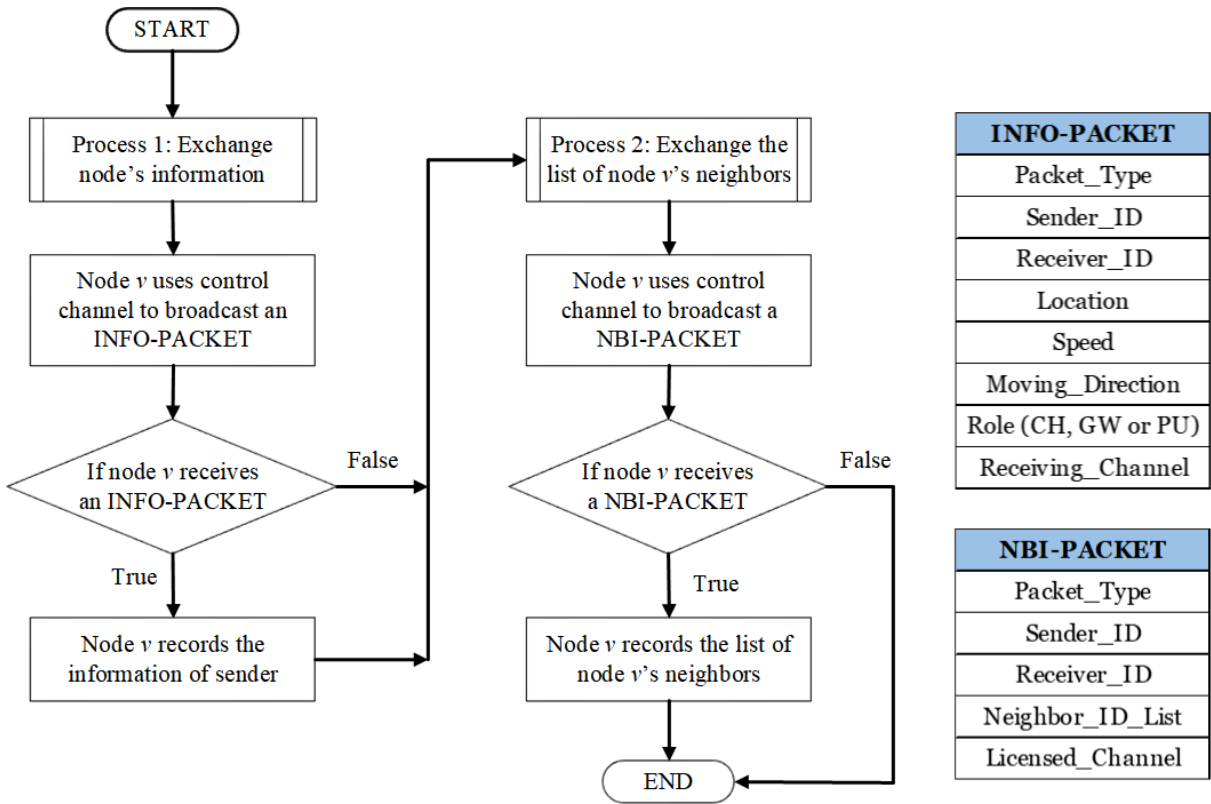 START
Process 1: Exchange
node's information
Node v uses control
channel to broadcast an
INFO-PACKET
If node v receives
an INFO-PACKET
False
True
Node v records the
information of sender
Process 2: Exchange the
list of node v's neighbors
Node v uses control
channel to broadcast a
NBI-PACKET
If node v receives
a NBI-PACKET
False
True
Node v records the list of
node v's neighbors
END
INFO-PACKET
Packet_Type
Sender_ID
Receiver_ID
Location
Speed
Moving_Direction
Role (CH, GW or PU)
Receiving_Channel
NBI-PACKET
Packet_Type
Sender_ID
Receiver_ID
Neighbor_ID_List
Licensed_Channel